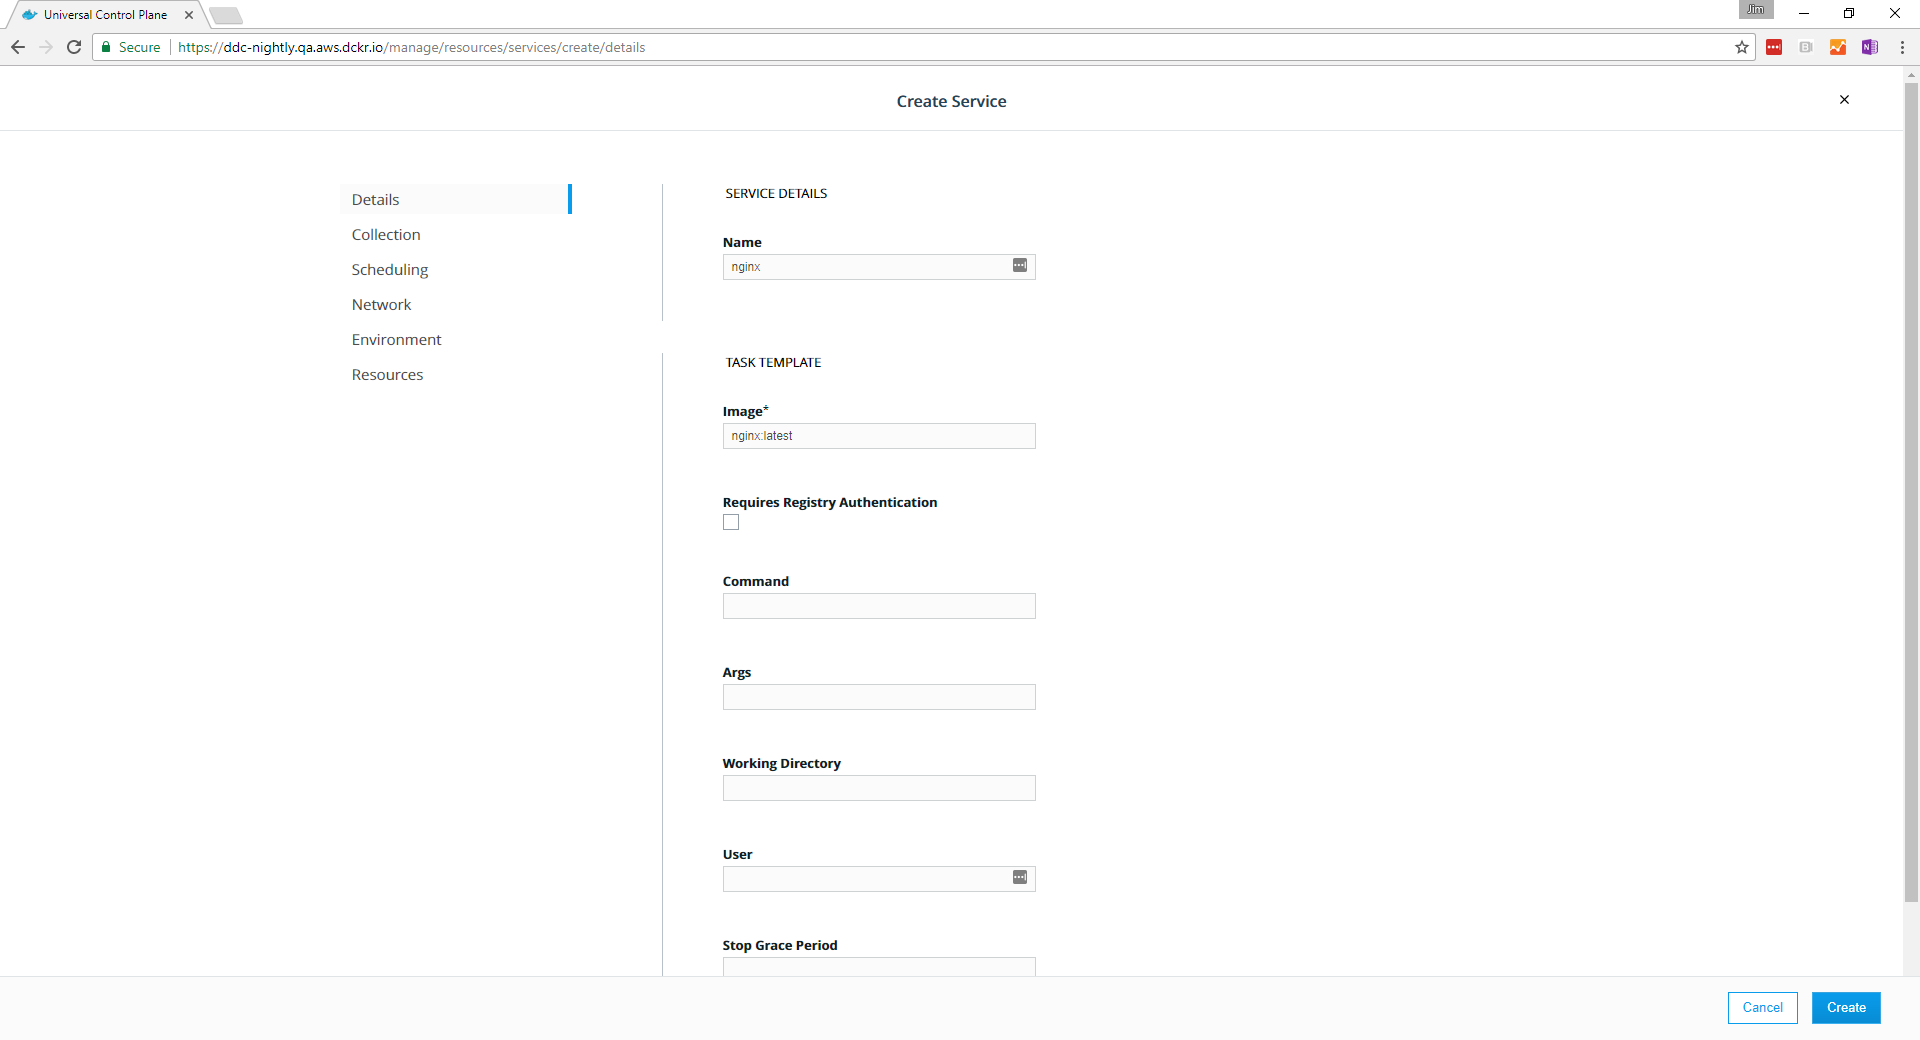 Universal Control Plane
Jim
Secure
https://ddc-nightly.qa.aws.dckr.io/manage/resources/services/create/details
Create Service
Details
Collection
Scheduling
Network
Environment
Resources
SERVICE DETAILS
Name
nginx
TASK TEMPLATE
Image*
nginx:latest
Requires Registry Authentication
Command
Args
Working Directory
User
Stop Grace Period
Cancel
Create